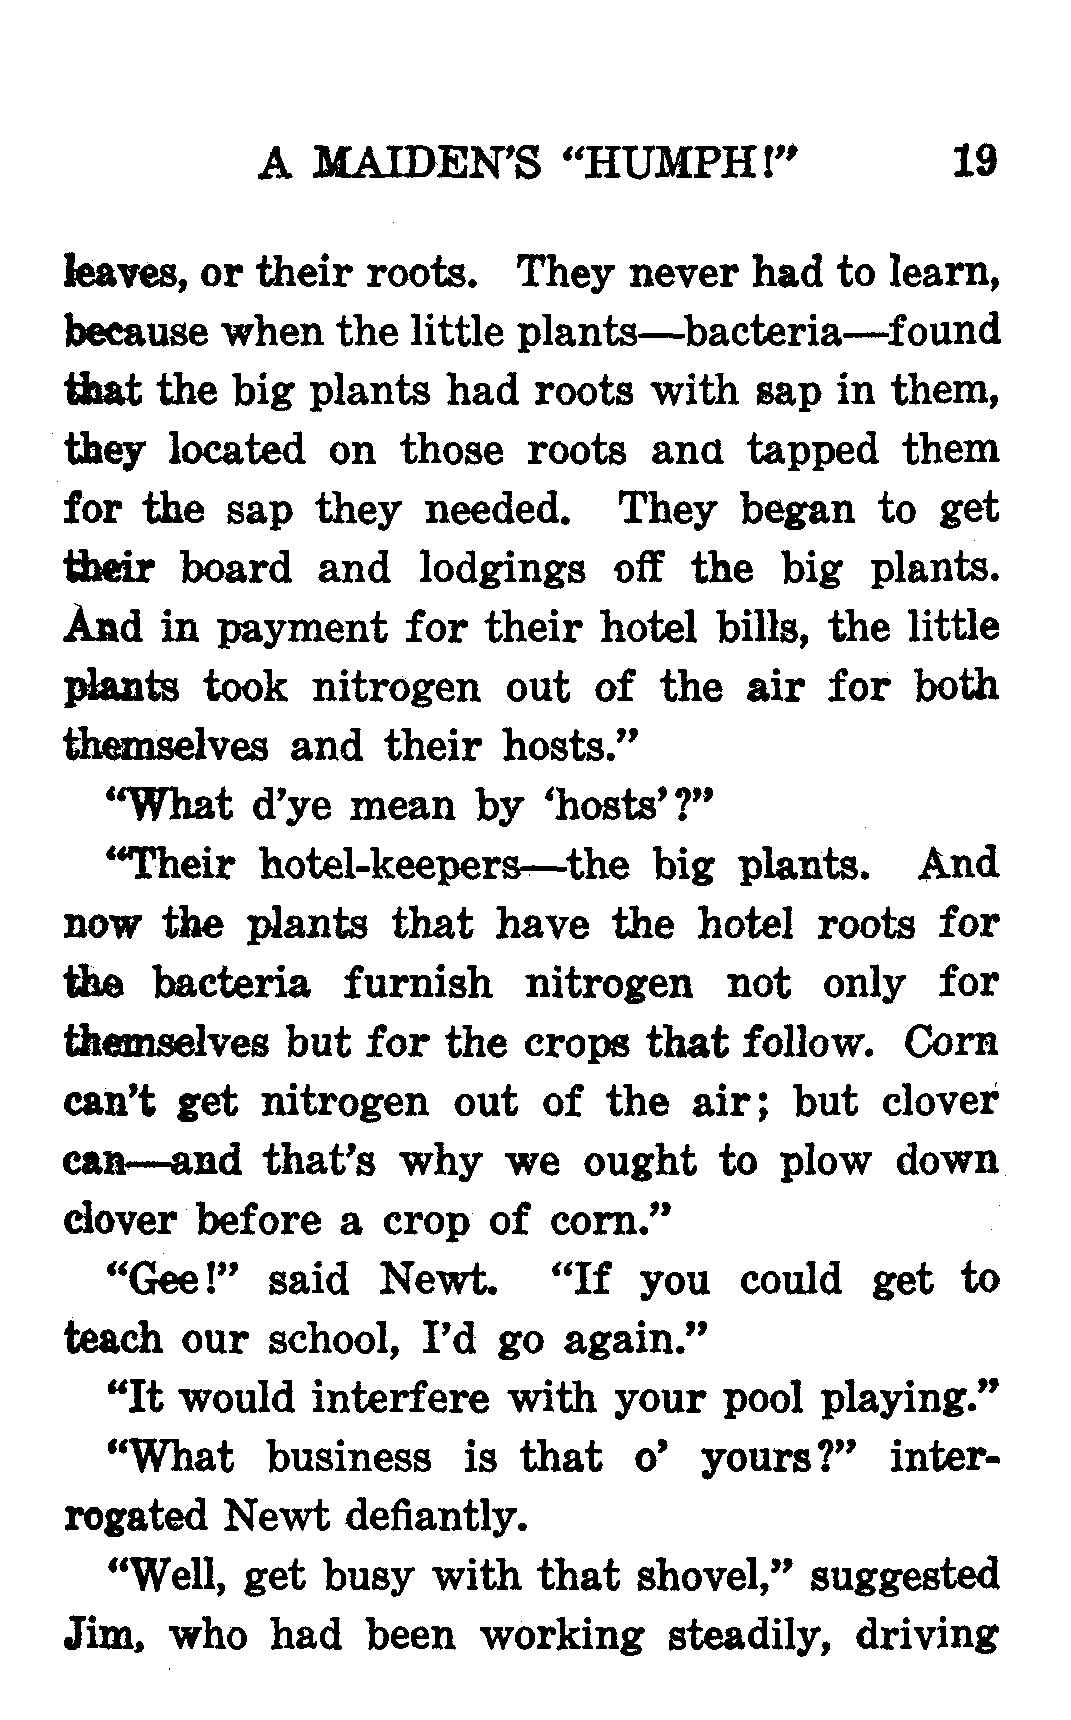 A MAIDEN'S “HUMPH!” 19
leaves, or their roots. They never had to learn,
because when the little plants—bacteria—found
that the big plants had roots with sap in them,
they located on those roots and tapped them
for the sap they needed. They began to get
their board and lodgings off the big plants.
And in payment for their hotel bills, the little
plants took nitrogen out of the air for both
themselves and their hosts.”
“What d’ye mean by ‘hosts’?”
“Their hotel-keepers—the big plants. And
now the plants that have the hotel roots for
the bacteria furnish nitrogen not only for
themselves but for the crops that follow. Corn
can’t get nitrogen out of the air; but clover
can—and that’s why we ought to plow down
clover before a crop of corn.”
“Gee!” said Newt. “If you could get to
teach our school, I’d go again.”
“It would interfere with your pool playing.”
“What business is that o’ yours?” inter-
rogated Newt defiantly.
“Well, get busy with that shovel,” suggested
Jim, who had been working steadily, driving